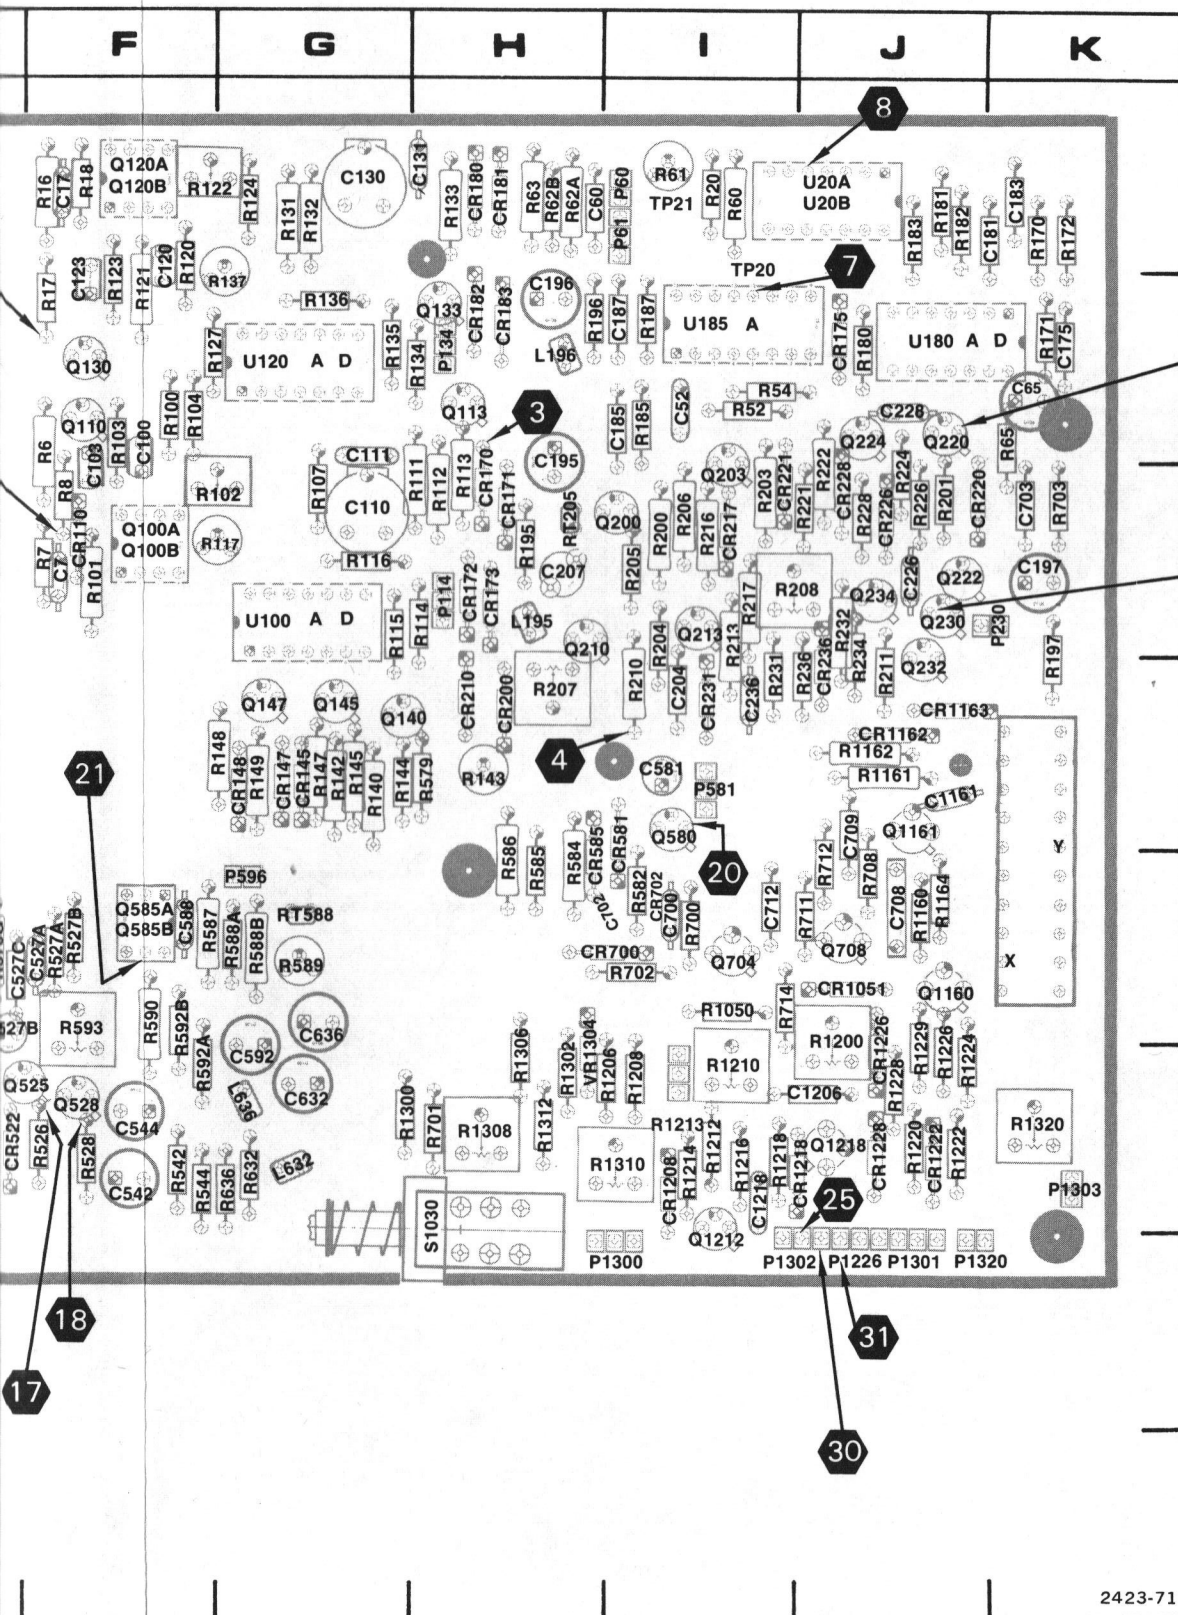 F G H I J K
8
R16 C17 R18 Q120A R122 R124 R131 R132 C130 C131 R133 CR180 CR181 R63 R62B R62A C60 P60 R61 R20 R60 U20A R181 R182 C181 C183 R170 R172
Q120B TP21 P61 U20B R183
R17 C123 R123 R121 C120 R120 R137 TP20 7
R136 Q133 CR182 CR183 C196 R196 C187 R187 U185 A CR175 R180 U180 A D R171 C175
Q130 R127 U120 A D R135 R134 P134 L196
R100 R104 Q113 3 C185 R185 C52 R54 R52 C228 C65
R6 Q110 R103 C103 C100 C111 R111 R112 R113 CR170 C195 Q203 R203 CR221 R222 CR228 Q224 R224 Q220 R65
R8 R102 R107 C110 CR171 RT205 Q200 R200 R206 R216 CR217 R221 R228 CR226 R226 R201 CR220 C703 R703
R7 C7 CR110 R101 Q100A R117 R195 R205
Q100B R116 C207 R208 C226 Q222 C197
U100 A D R115 R114 P114 CR172 CR173 L195 Q210 R204 Q213 R213 R217 R232 Q234 Q230 P230
CR210 CR200 R207 R210 C204 CR231 C236 R231 R236 CR236 R234 R211 Q232 R197
Q147 Q145 Q140 CR1163
21 R148 4 CR1162
CR148 R149 CR147 CR145 R147 R142 R145 R140 R144 R579 R143 C581 P581 R1162 R1161 C1161
R586 R585 R584 CR585 CR581 Q580 20 R712 C709 R708 Q1161 Y
P596 R582 CR702
C527C C527A R527A R527B Q585A C588 R587 R588A R588B RT588 C702 C700 R700 C712 R711 C708 R1160 R1164
Q585B R589 CR700 R702 Q704 Q708 X
R593 R590 R592B R592A C592 C636 R1306 R1302 VR1304 R1206 R1208 R1050 R714 CR1051 Q1160
R1210 R1200 CR1226 R1228 R1229 R1226 R1224
Q525 Q528 C544 L636 C632 R1300 R701 R1308 R1312 C1206 R1320
CR522 R526 R528 C542 R542 R544 R636 R632 L632 R1310 R1213 CR1208 R1214 R1212 R1216 C1218 R1218 CR1218 Q1218 CR1228 R1220 CR1222 R1222 P1303
S1030 Q1212 25
P1300 P1302 P1226 P1301 P1320
18 31
17
30
2423-71